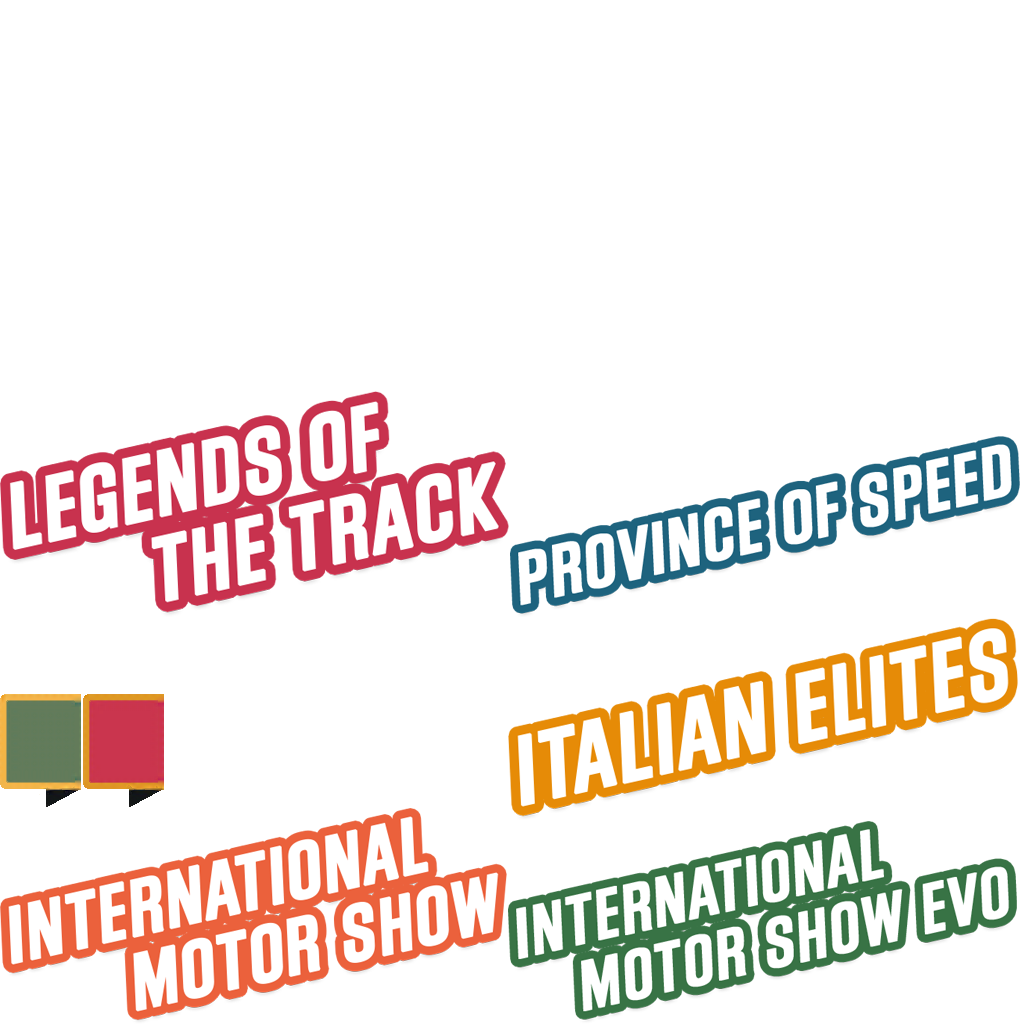 LEGENDS OF
THE TRACK
PROVINCE OF SPEED
ITALIAN ELITES
INTERNATIONAL
MOTOR SHOW
INTERNATIONAL
MOTOR SHOW EVO